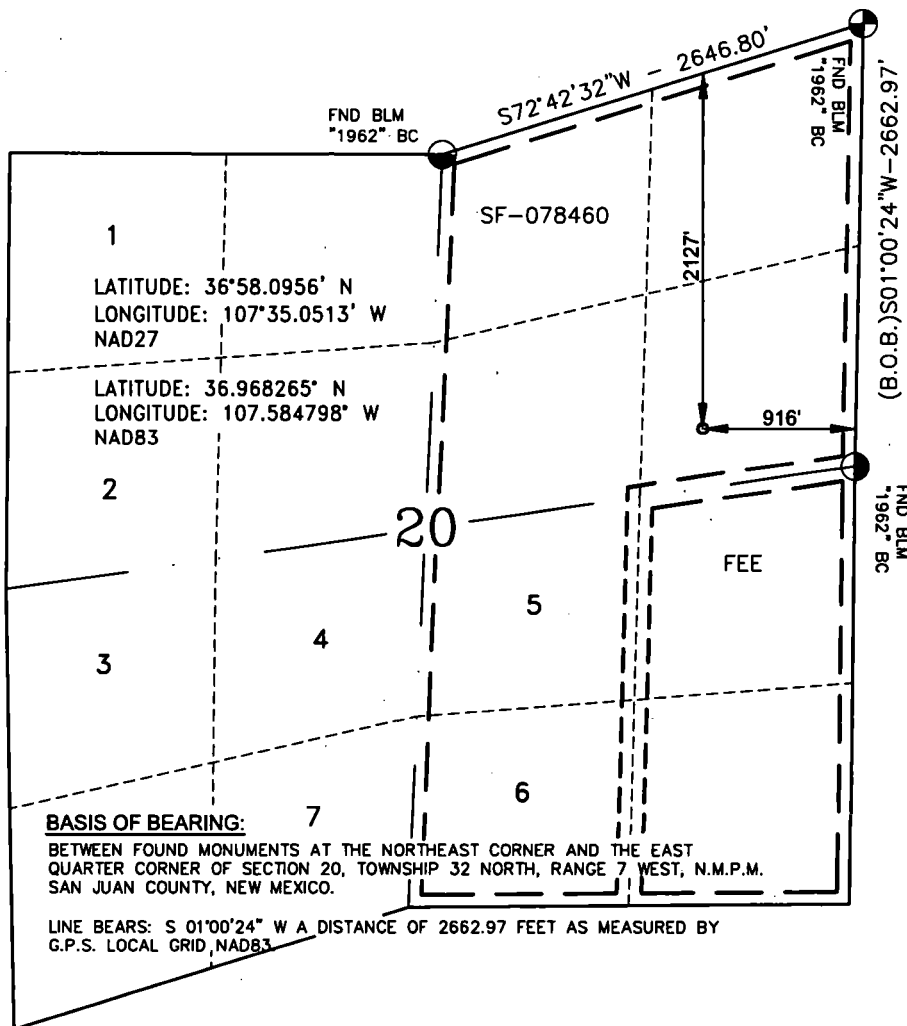 S72°42'32"W - 2646.80'
FND BLM
"1962" BC
FND BLM
"1962" BC
(B.O.B.)S01°00'24"W-2662.97'
SF-078460
1
LATITUDE: 36°58.0956' N
LONGITUDE: 107°35.0513' W
NAD27
2127'
LATITUDE: 36.968265° N
LONGITUDE: 107.584798° W
NAD83
916'
2
20
FND BLM
"1962" BC
FEE
5
4
3
6
7
BASIS OF BEARING:
BETWEEN FOUND MONUMENTS AT THE NORTHEAST CORNER AND THE EAST
QUARTER CORNER OF SECTION 20, TOWNSHIP 32 NORTH, RANGE 7 WEST, N.M.P.M.
SAN JUAN COUNTY, NEW MEXICO.
LINE BEARS: S 01°00'24" W A DISTANCE OF 2662.97 FEET AS MEASURED BY
G.P.S. LOCAL GRID NAD83.